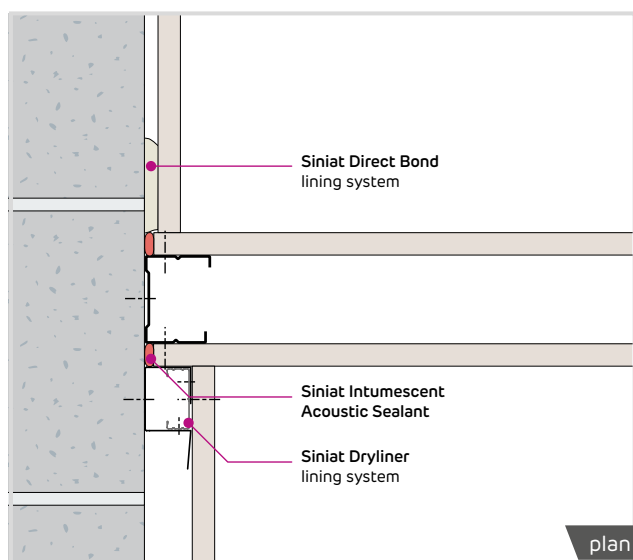 Siniat Direct Bond
lining system
Siniat Intumescent
Acoustic Sealant
Siniat Dryliner
lining system
plan